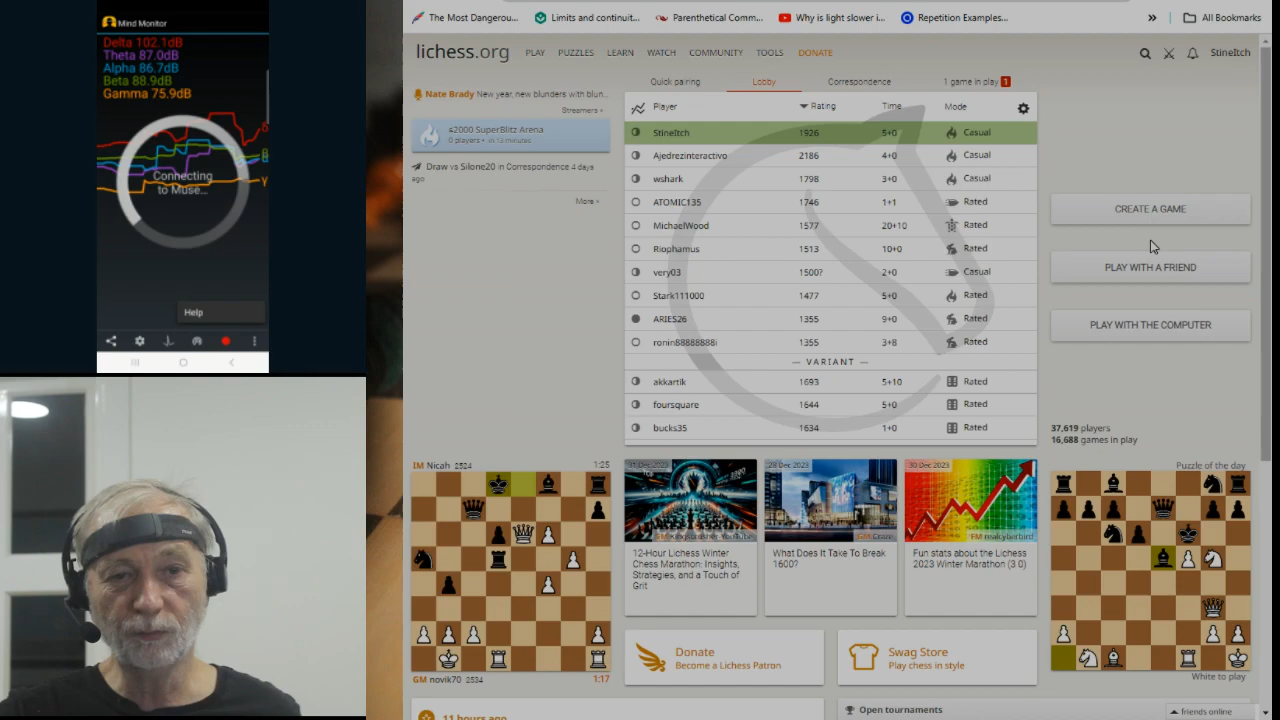 Mind Monitor
Delta 102.1dB
Theta 87.0dB
Alpha 86.7dB
Beta 88.9dB
Gamma 75.9dB
Connecting
to Muse...
Help
The Most Dangerou...
Limits and continuit...
Parenthetical Comm...
Why is light slower i...
Repetition Examples...
»
All Bookmarks
lichess.org
PLAY
PUZZLES
LEARN
WATCH
COMMUNITY
TOOLS
DONATE
StineItch
Nate Brady New year, new blunders with blun...
Streamers »
≤2000 SuperBlitz Arena
0 players • in 13 minutes
Draw vs Silone20 in Correspondence 4 days
ago
More »
Quick pairing
Lobby
Correspondence
1 game in play 1
Player Rating Time Mode
StineItch 1926 5+0 Casual
Ajedrezinteractivo 2186 4+0 Casual
wshark 1798 3+0 Casual
ATOMIC135 1746 1+1 Rated
MichaelWood 1577 20+10 Rated
Riophamus 1513 10+0 Rated
very03 1500? 2+0 Casual
Stark111000 1477 5+0 Rated
ARIES26 1355 9+0 Rated
ronin88888888i 1355 3+8 Rated
— VARIANT —
akkartik 1693 5+10 Rated
foursquare 1644 5+0 Rated
bucks35 1634 1+0 Rated
CREATE A GAME
PLAY WITH A FRIEND
PLAY WITH THE COMPUTER
37,619 players
16,688 games in play
IM Nicah 2524 1:25
GM novik70 2534 1:17
31 Dec 2023
GM Kingscrusher-YouTube
12-Hour Lichess Winter
Chess Marathon: Insights,
Strategies, and a Touch of
Grit
28 Dec 2023
GM Craze
What Does It Take To Break
1600?
30 Dec 2023
FM reakyberbird
Fun stats about the Lichess
2023 Winter Marathon (3 0)
Puzzle of the day
White to play
Donate
Become a Lichess Patron
Swag Store
Play chess in style
11 hours ago
Open tournaments
friends online